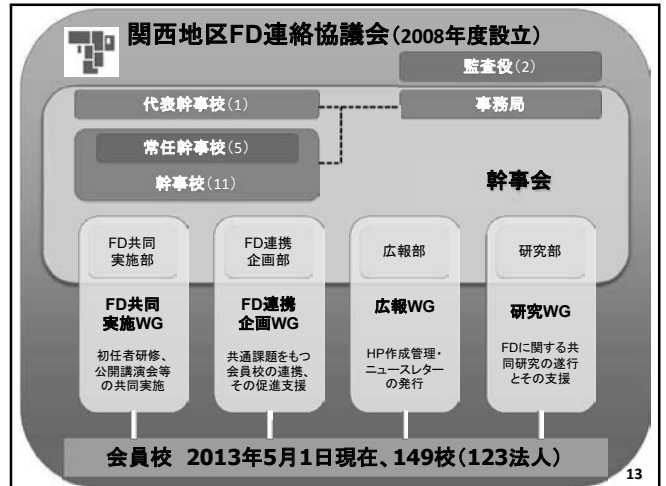 関西地区FD連絡協議会(2008年度設立)
監査役(2)
代表幹事校(1)
事務局
常任幹事校(5)
幹事校(11)
幹事会
FD共同
実施部
FD連携
企画部
広報部
研究部
FD共同
実施WG
FD連携
企画WG
広報WG
研究WG
初任者研修、
公開講演会等
の共同実施
共通課題をもつ
会員校の連携、
その促進支援
HP作成管理・
ニュースレター
の発行
FDに関する共
同研究の遂行
とその支援
会員校 2013年5月1日現在、149校(123法人)
13